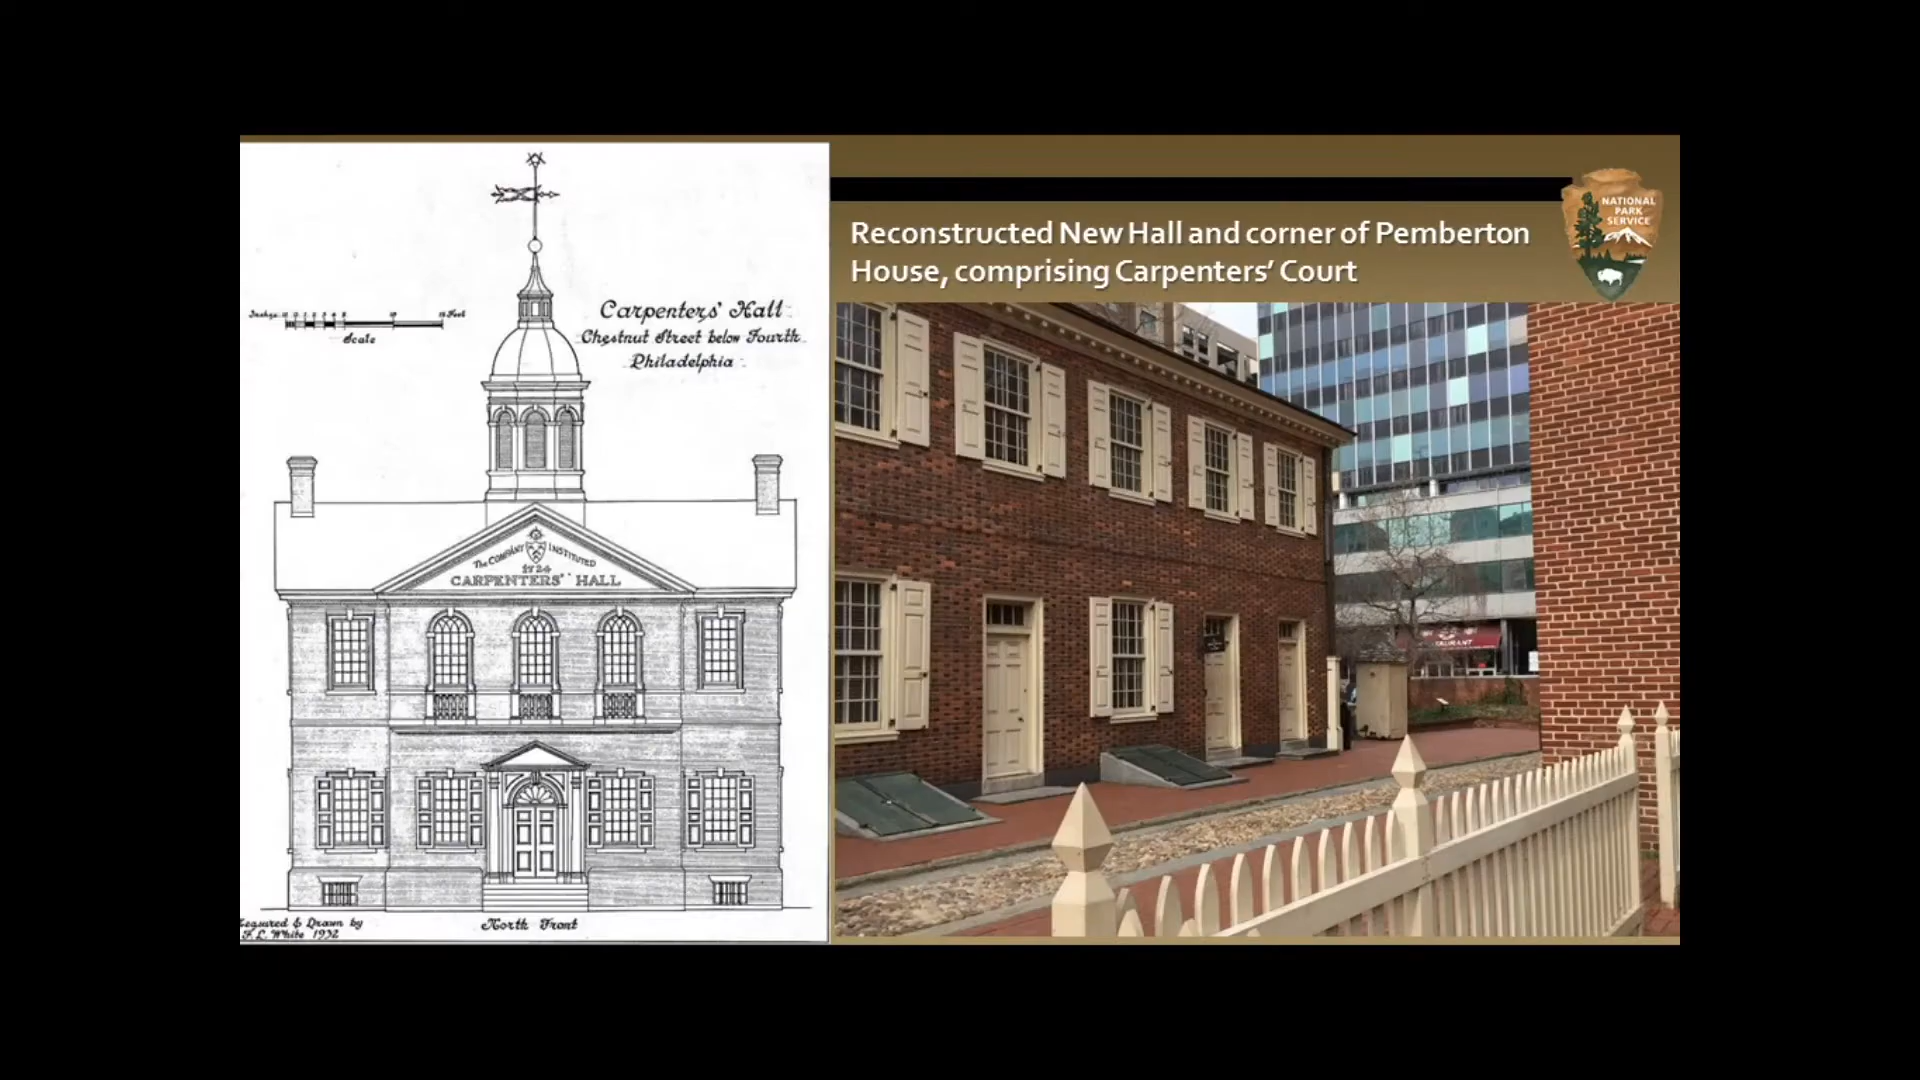 Carpenters' Hall
Chestnut Street below Fourth
Philadelphia
Scale
The Company Instituted
1724
CARPENTERS' HALL
North Front
& Drawn by
F. L. White 1932
Reconstructed New Hall and corner of Pemberton
House, comprising Carpenters' Court
NATIONAL
PARK
SERVICE